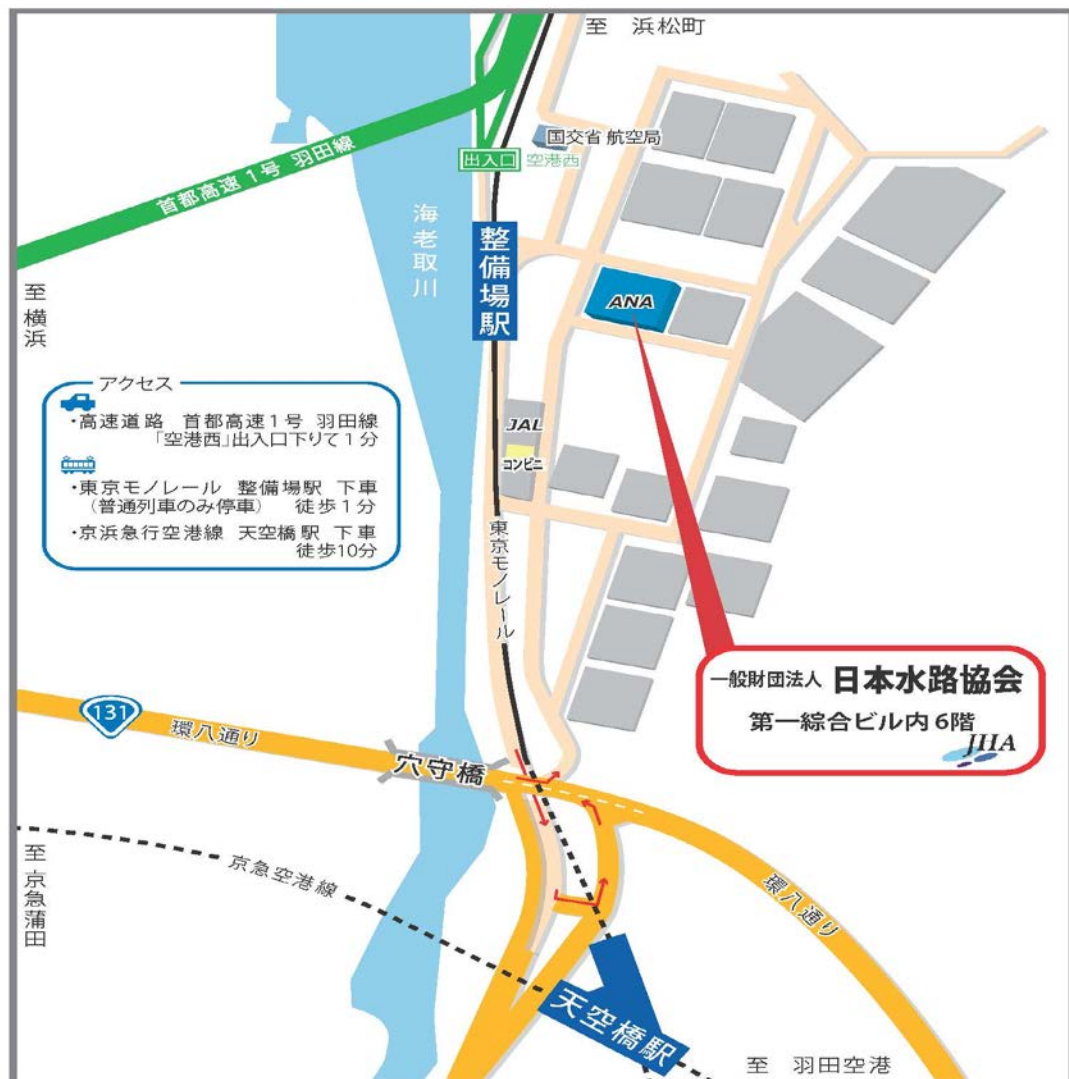 至 浜松町
国交省 航空局
出入口 空港西
首都高速1号 羽田線
海老取川
整備場駅
至 横浜
ANA
アクセス
・高速道路 首都高速1号 羽田線
「空港西」出入口下りて1分
・東京モノレール 整備場駅 下車
(普通列車のみ停車) 徒歩1分
・京浜急行空港線 天空橋駅 下車
徒歩10分
JAL
コンビニ
東京モノレール
一般財団法人 日本水路協会
第一綜合ビル内6階
JHA
131
環八通り
穴守橋
至 京急蒲田
京急空港線
環八通り
天空橋駅
至 羽田空港